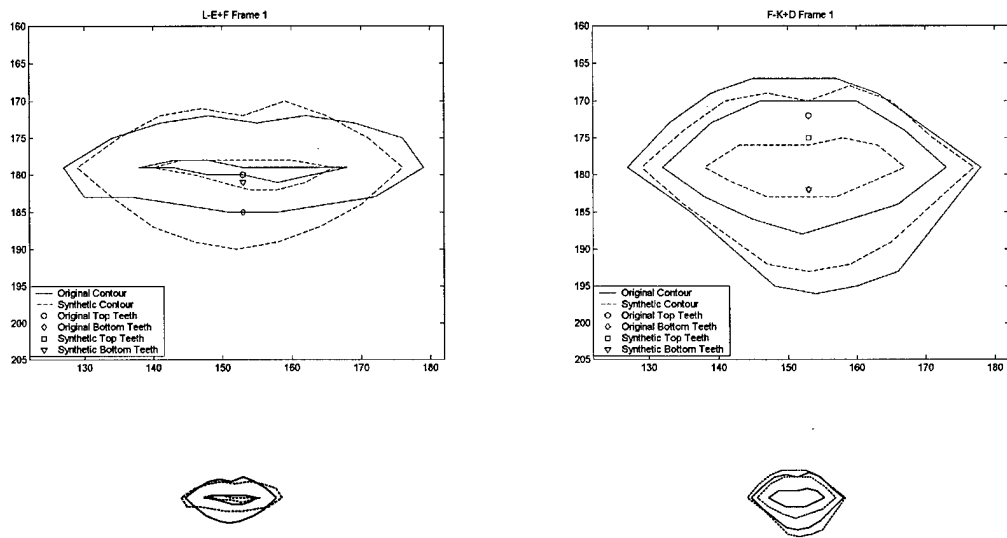 L-E+F Frame 1
160
165
170
175
180
185
190
195
200
205
130
140
150
160
170
180
Original Contour
Synthetic Contour
Original Top Teeth
Original Bottom Teeth
Synthetic Top Teeth
Synthetic Bottom Teeth
F-K+D Frame 1
160
165
170
175
180
185
190
195
200
205
130
140
150
160
170
180
Original Contour
Synthetic Contour
Original Top Teeth
Original Bottom Teeth
Synthetic Top Teeth
Synthetic Bottom Teeth